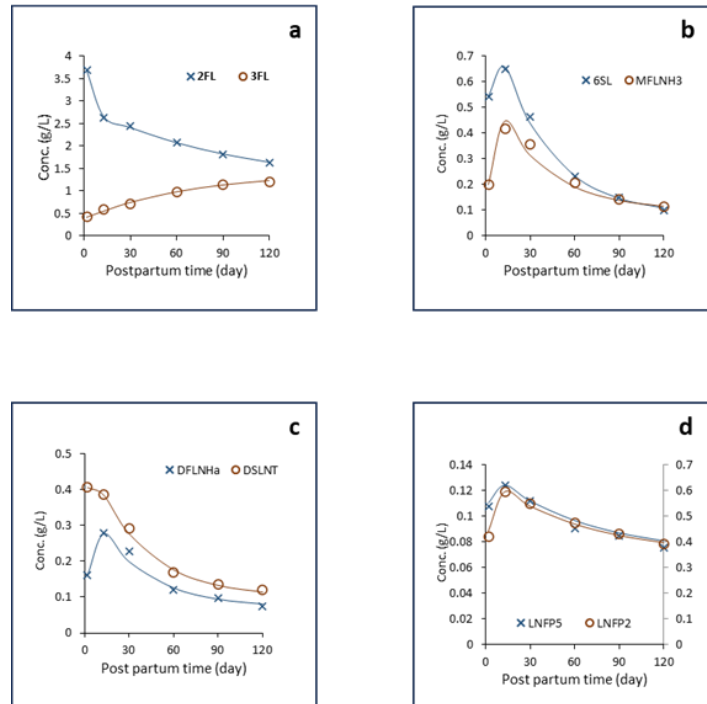 a
4
3.5
3
2.5
2
1.5
1
0.5
0
2FL 3FL
Conc. (g/L)
0 30 60 90 120
Postpartum time (day)
b
0.7
0.6
0.5
0.4
0.3
0.2
0.1
0
6SL MFLNH3
Conc. (g/L)
0 30 60 90 120
Postpartum time (day)
c
0.5
0.4
0.3
0.2
0.1
0
DFLNHa DSLNT
Conc. (g/L)
0 30 60 90 120
Post partum time (day)
d
0.14 0.7
0.12 0.6
0.1 0.5
0.08 0.4
0.06 0.3
0.04 0.2
0.02 0.1
0 0
LNFP5 LNFP2
Conc. (g/L)
0 30 60 90 120
Post partum time (day)